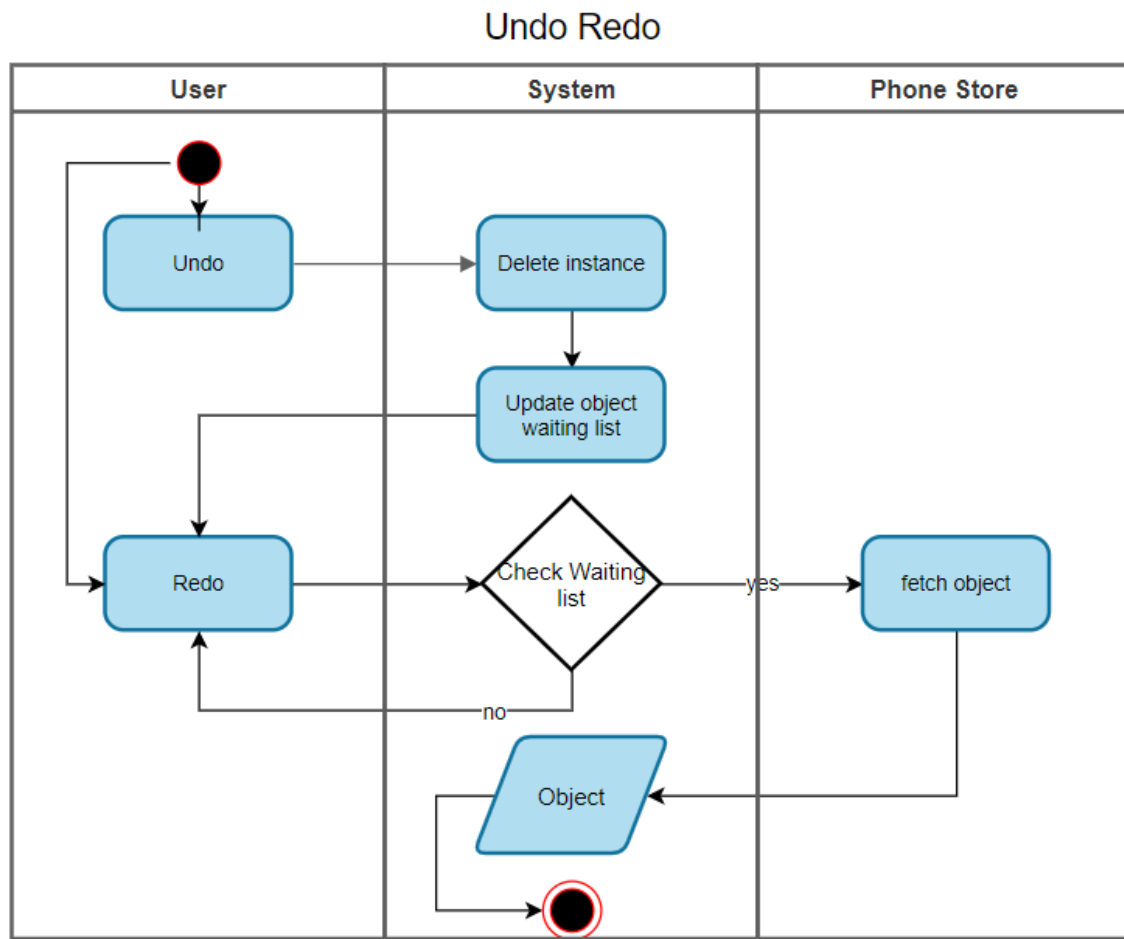 Undo Redo
User
System
Phone Store
Undo
Delete instance
Update object
waiting list
Redo
Check Waiting
list
yes
fetch object
no
Object